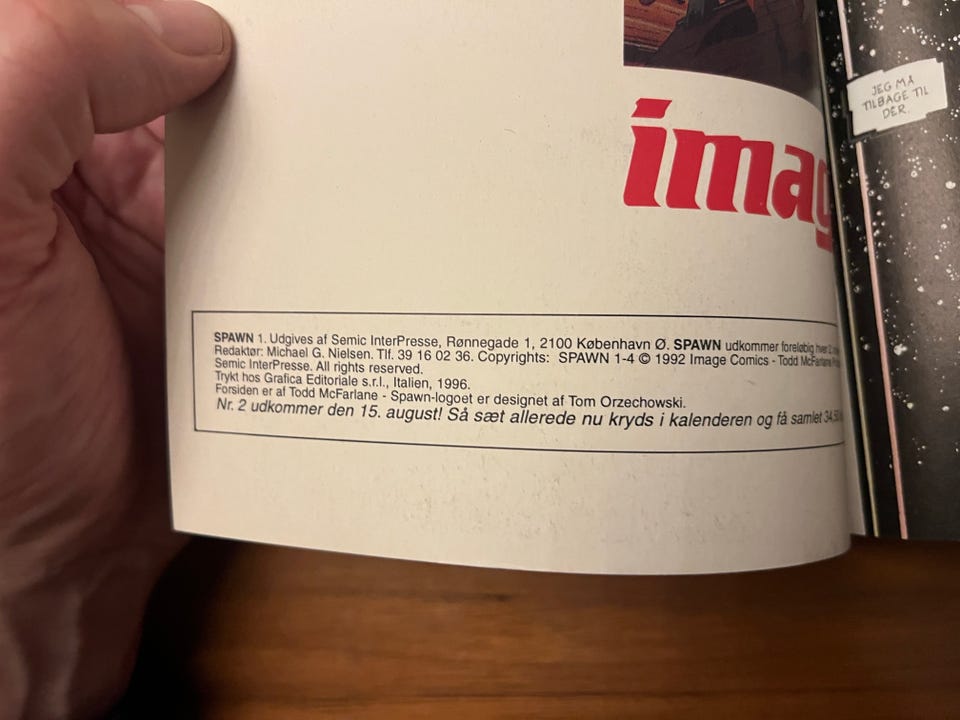 JEG MÅ
TILBAGE TIL
DER.
imag
SPAWN 1. Udgives af Semic InterPresse, Rønnegade 1, 2100 København Ø. SPAWN udkommer foreløbig hver 2.
Redaktør: Michael G. Nielsen. Tlf. 39 16 02 36. Copyrights: SPAWN 1-4 © 1992 Image Comics - Todd McFarlane
Semic InterPresse. All rights reserved.
Trykt hos Grafica Editoriale s.r.l., Italien, 1996.
Forsiden er af Todd McFarlane - Spawn-logoet er designet af Tom Orzechowski.
Nr. 2 udkommer den 15. august! Så sæt allerede nu kryds i kalenderen og få samlet